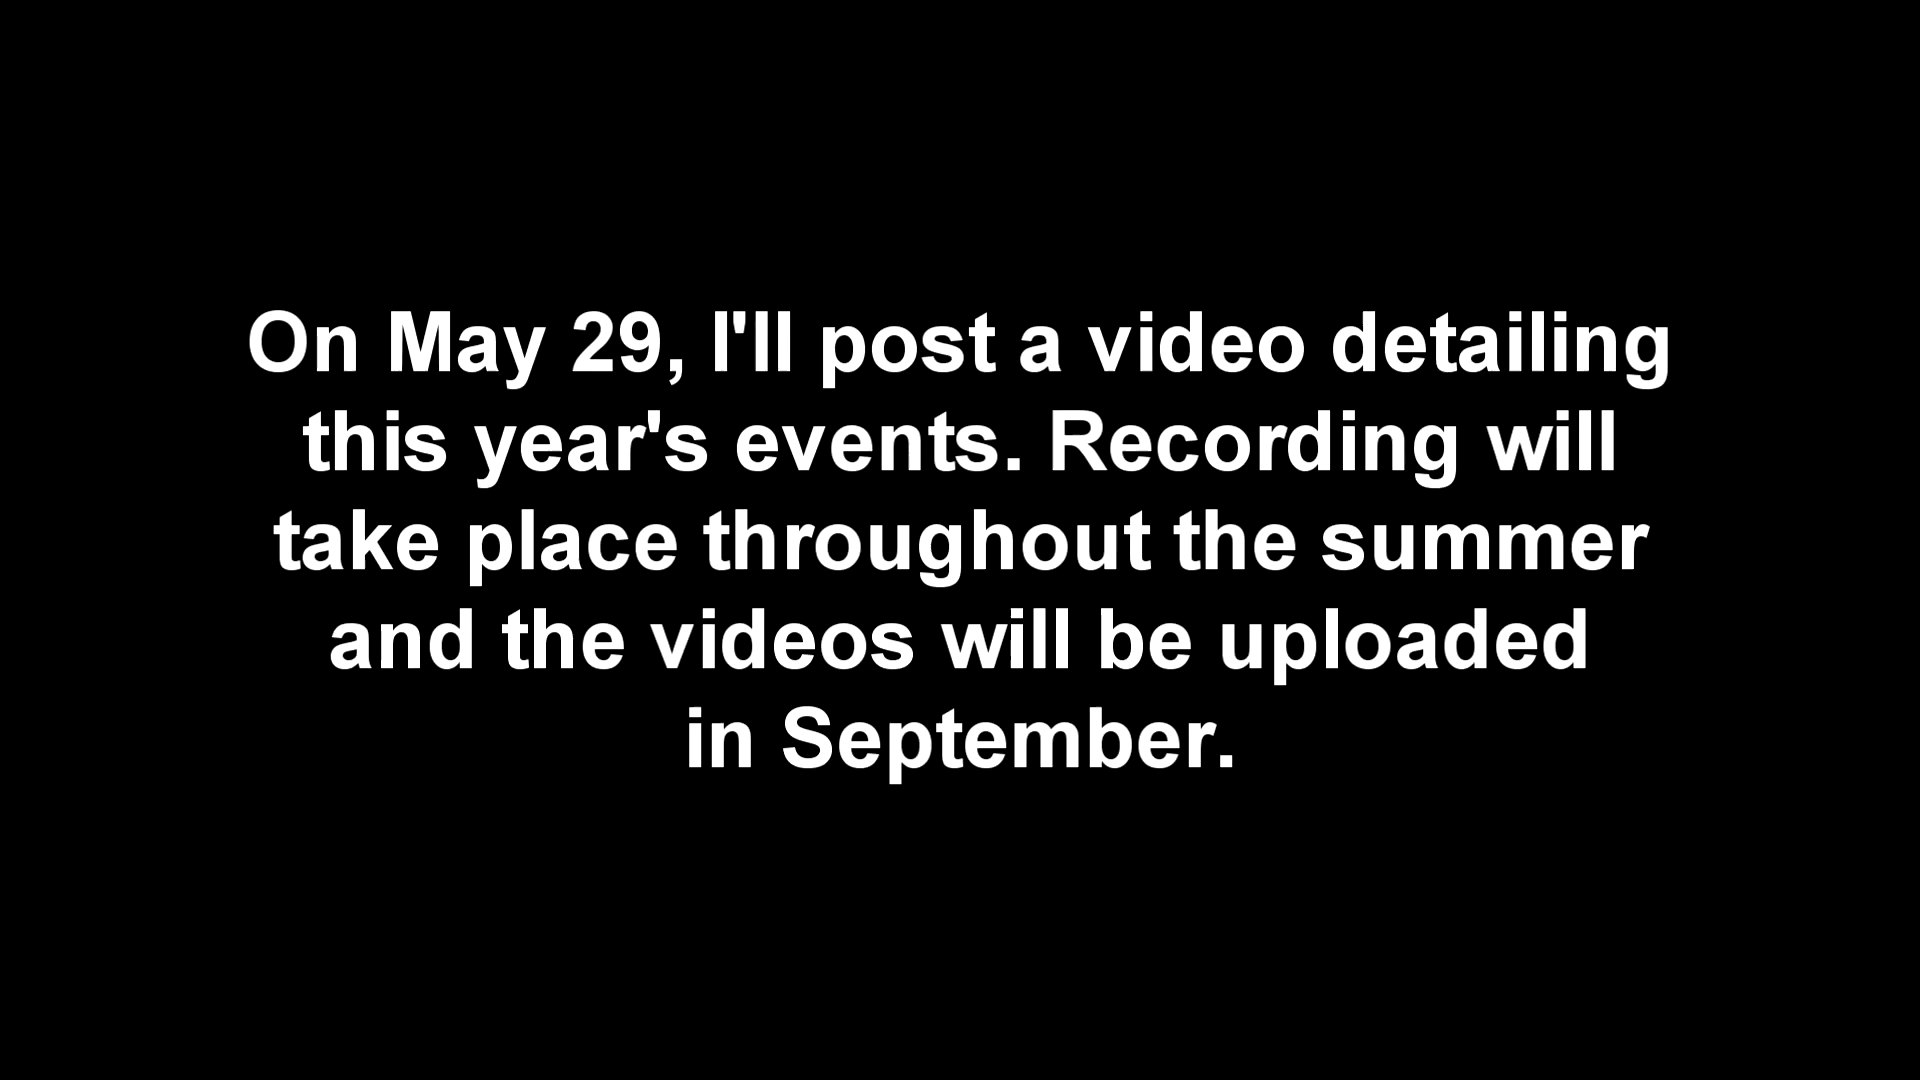 On May 29, I'll post a video detailing
this year's events. Recording will
take place throughout the summer
and the videos will be uploaded
in September.